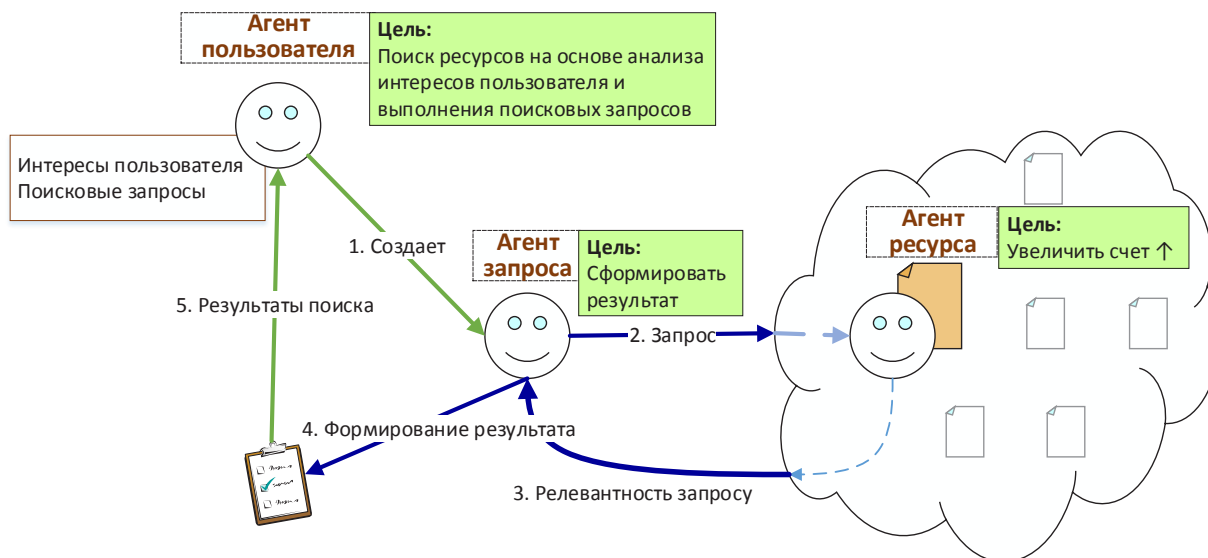 Агент
пользователя
Цель:
Поиск ресурсов на основе анализа
интересов пользователя и
выполнения поисковых запросов
Интересы пользователя
Поисковые запросы
1. Создает
Агент
запроса
Цель:
Сформировать
результат
Агент
ресурса
Цель:
Увеличить счет ↑
5. Результаты поиска
2. Запрос
4. Формирование результата
3. Релевантность запросу